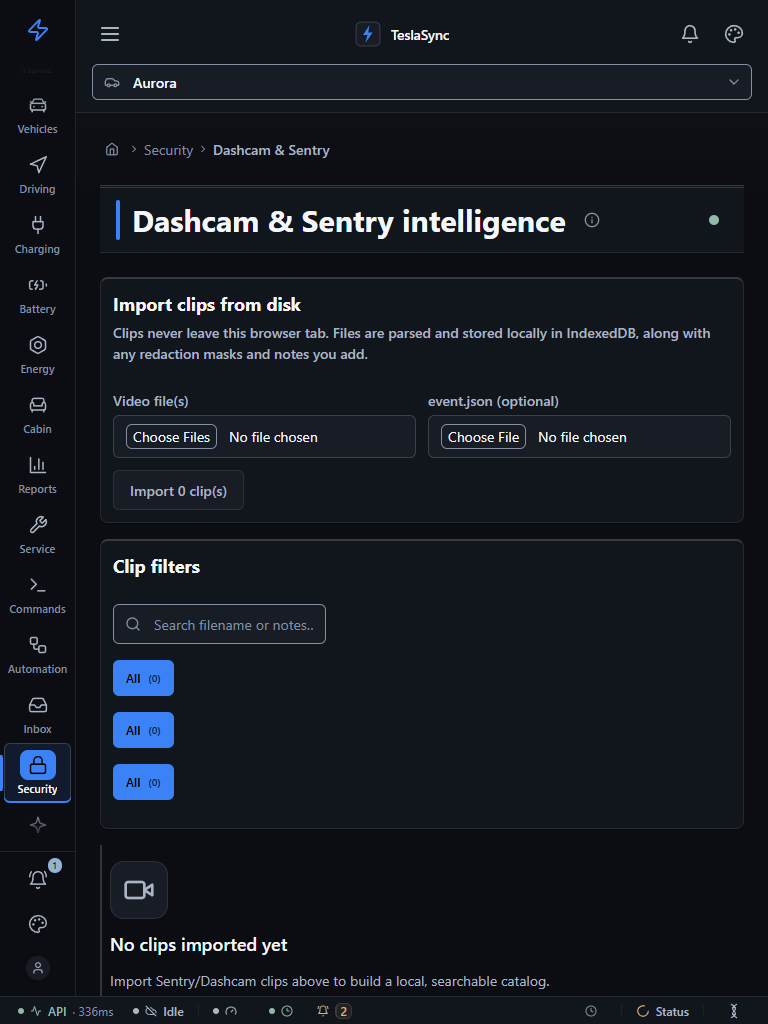 TeslaSync
Aurora
Vehicles
Driving
Charging
Battery
Energy
Cabin
Reports
Service
Commands
Automation
Inbox
Security
1
Security
Dashcam & Sentry
Dashcam & Sentry intelligence
Import clips from disk
Clips never leave this browser tab. Files are parsed and stored locally in IndexedDB, along with
any redaction masks and notes you add.
Video file(s)
Choose Files No file chosen
event.json (optional)
Choose File No file chosen
Import 0 clip(s)
Clip filters
Search filename or notes..
All (0)
All (0)
All (0)
No clips imported yet
Import Sentry/Dashcam clips above to build a local, searchable catalog.
API · 336ms
Idle
2
Status